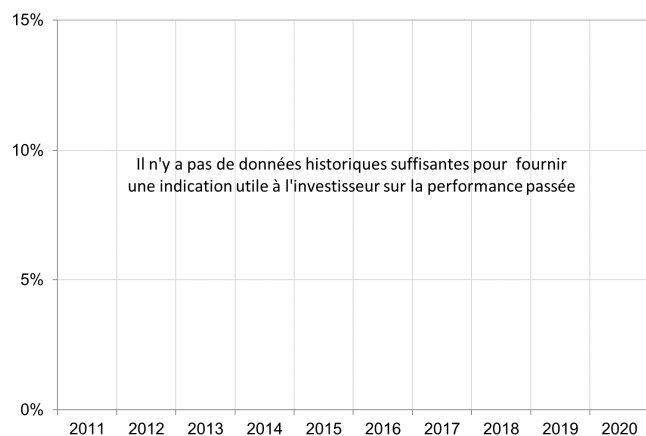 15%
10%
Il n'y a pas de données historiques suffisantes pour fournir
une indication utile à l'investisseur sur la performance passée
5%
0%
2011 2012 2013 2014 2015 2016 2017 2018 2019 2020